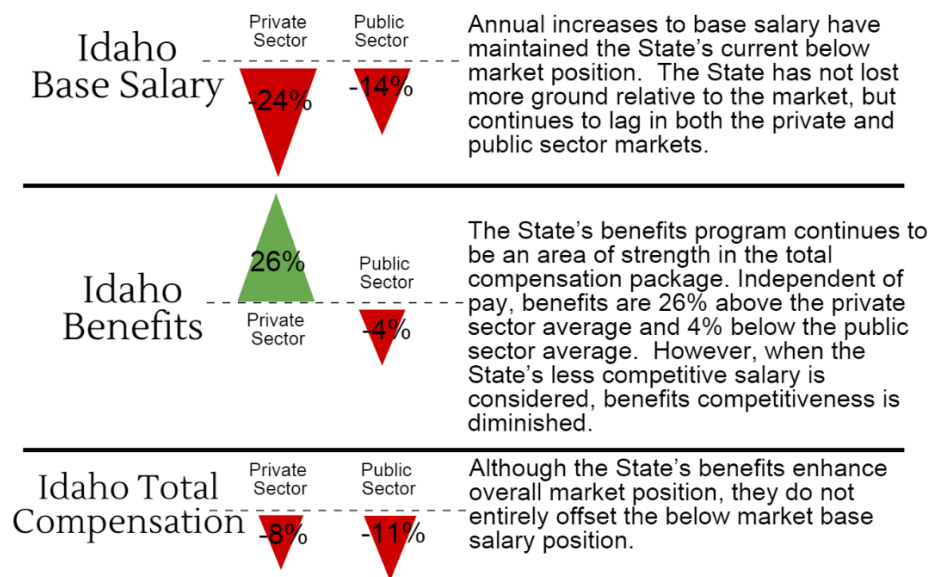 Idaho
Base Salary
Private
Sector
Public
Sector
-24%
-14%
Annual increases to base salary have
maintained the State's current below
market position.  The State has not lost
more ground relative to the market, but
continues to lag in both the private and
public sector markets.
Idaho
Benefits
26%
Private
Sector
Public
Sector
-4%
The State's benefits program continues to
be an area of strength in the total
compensation package. Independent of
pay, benefits are 26% above the private
sector average and 4% below the public
sector average.  However, when the
State's less competitive salary is
considered, benefits competitiveness is
diminished.
Idaho Total
Compensation
Private
Sector
Public
Sector
-8%
-11%
Although the State's benefits enhance
overall market position, they do not
entirely offset the below market base
salary position.